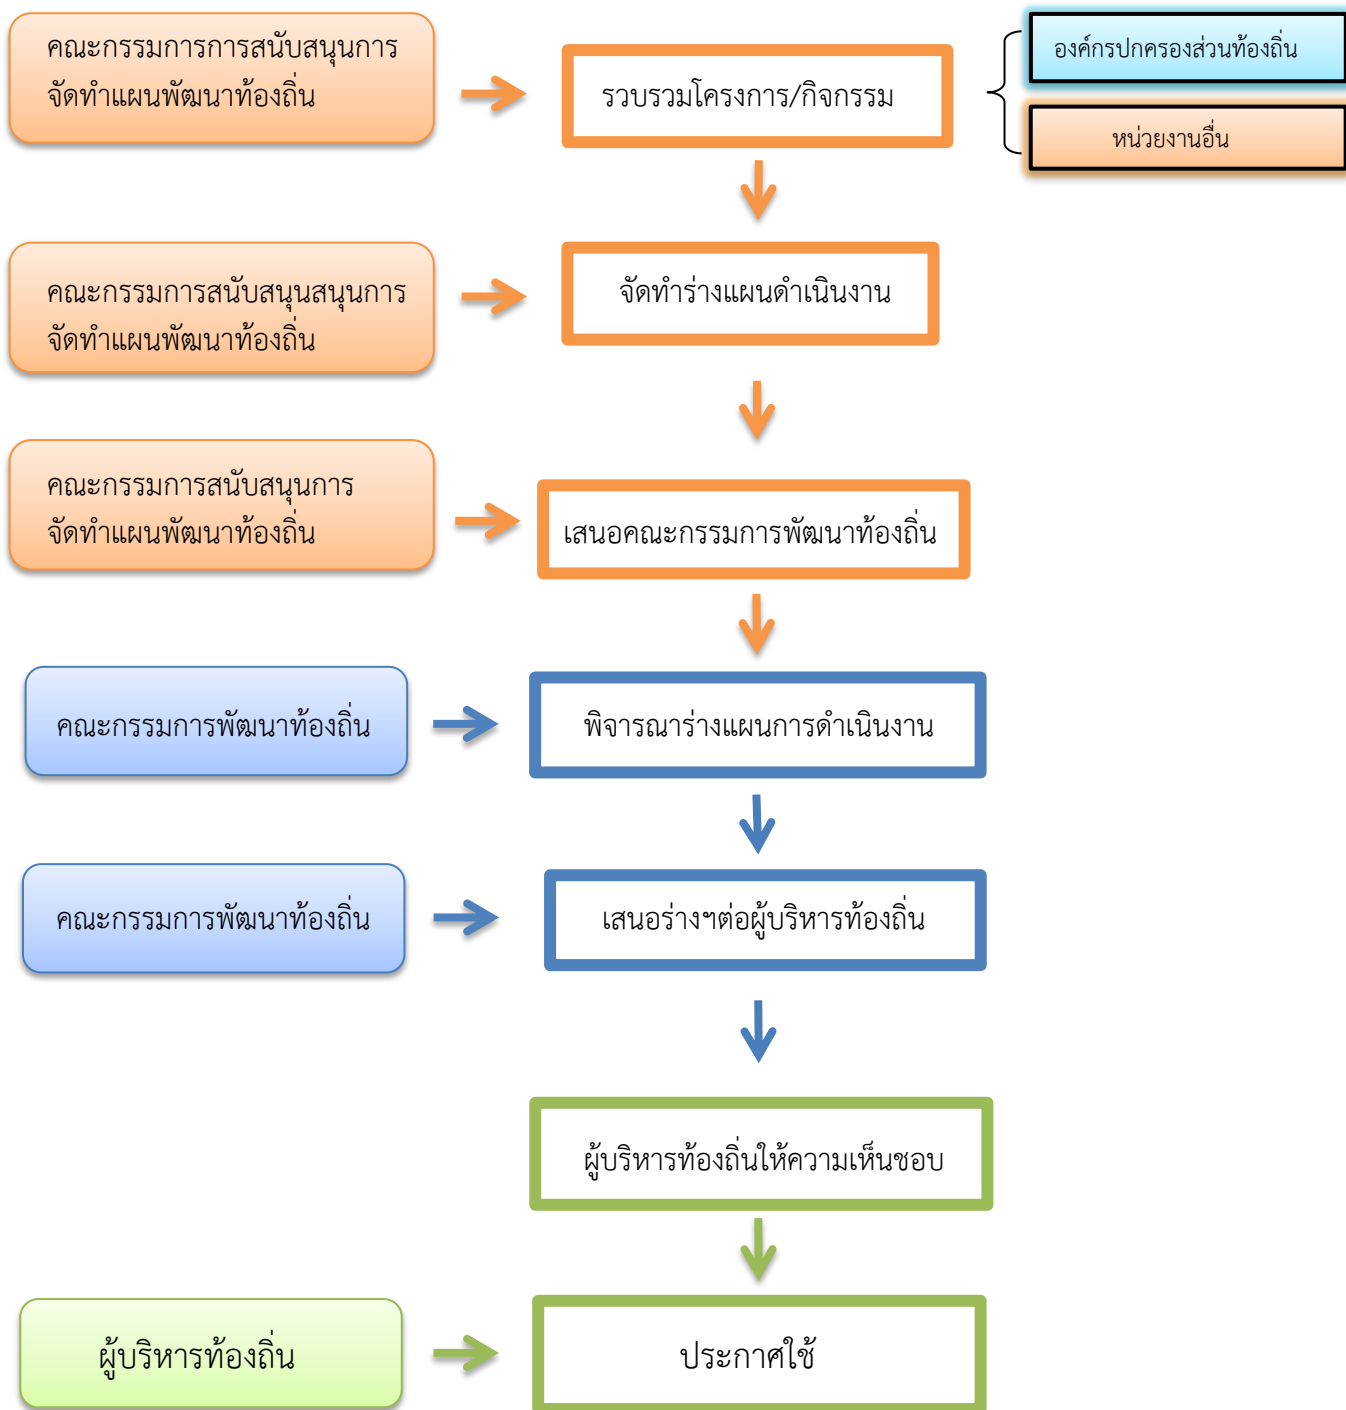 คณะกรรมการการสนับสนุนการ
จัดทำแผนพัฒนาท้องถิ่น
รวบรวมโครงการ/กิจกรรม
องค์กรปกครองส่วนท้องถิ่น
หน่วยงานอื่น
คณะกรรมการสนับสนุนสนุนการ
จัดทำแผนพัฒนาท้องถิ่น
จัดทำร่างแผนดำเนินงาน
คณะกรรมการสนับสนุนการ
จัดทำแผนพัฒนาท้องถิ่น
เสนอคณะกรรมการพัฒนาท้องถิ่น
คณะกรรมการพัฒนาท้องถิ่น
พิจารณาร่างแผนการดำเนินงาน
คณะกรรมการพัฒนาท้องถิ่น
เสนอร่างฯต่อผู้บริหารท้องถิ่น
ผู้บริหารท้องถิ่นให้ความเห็นชอบ
ผู้บริหารท้องถิ่น
ประกาศใช้